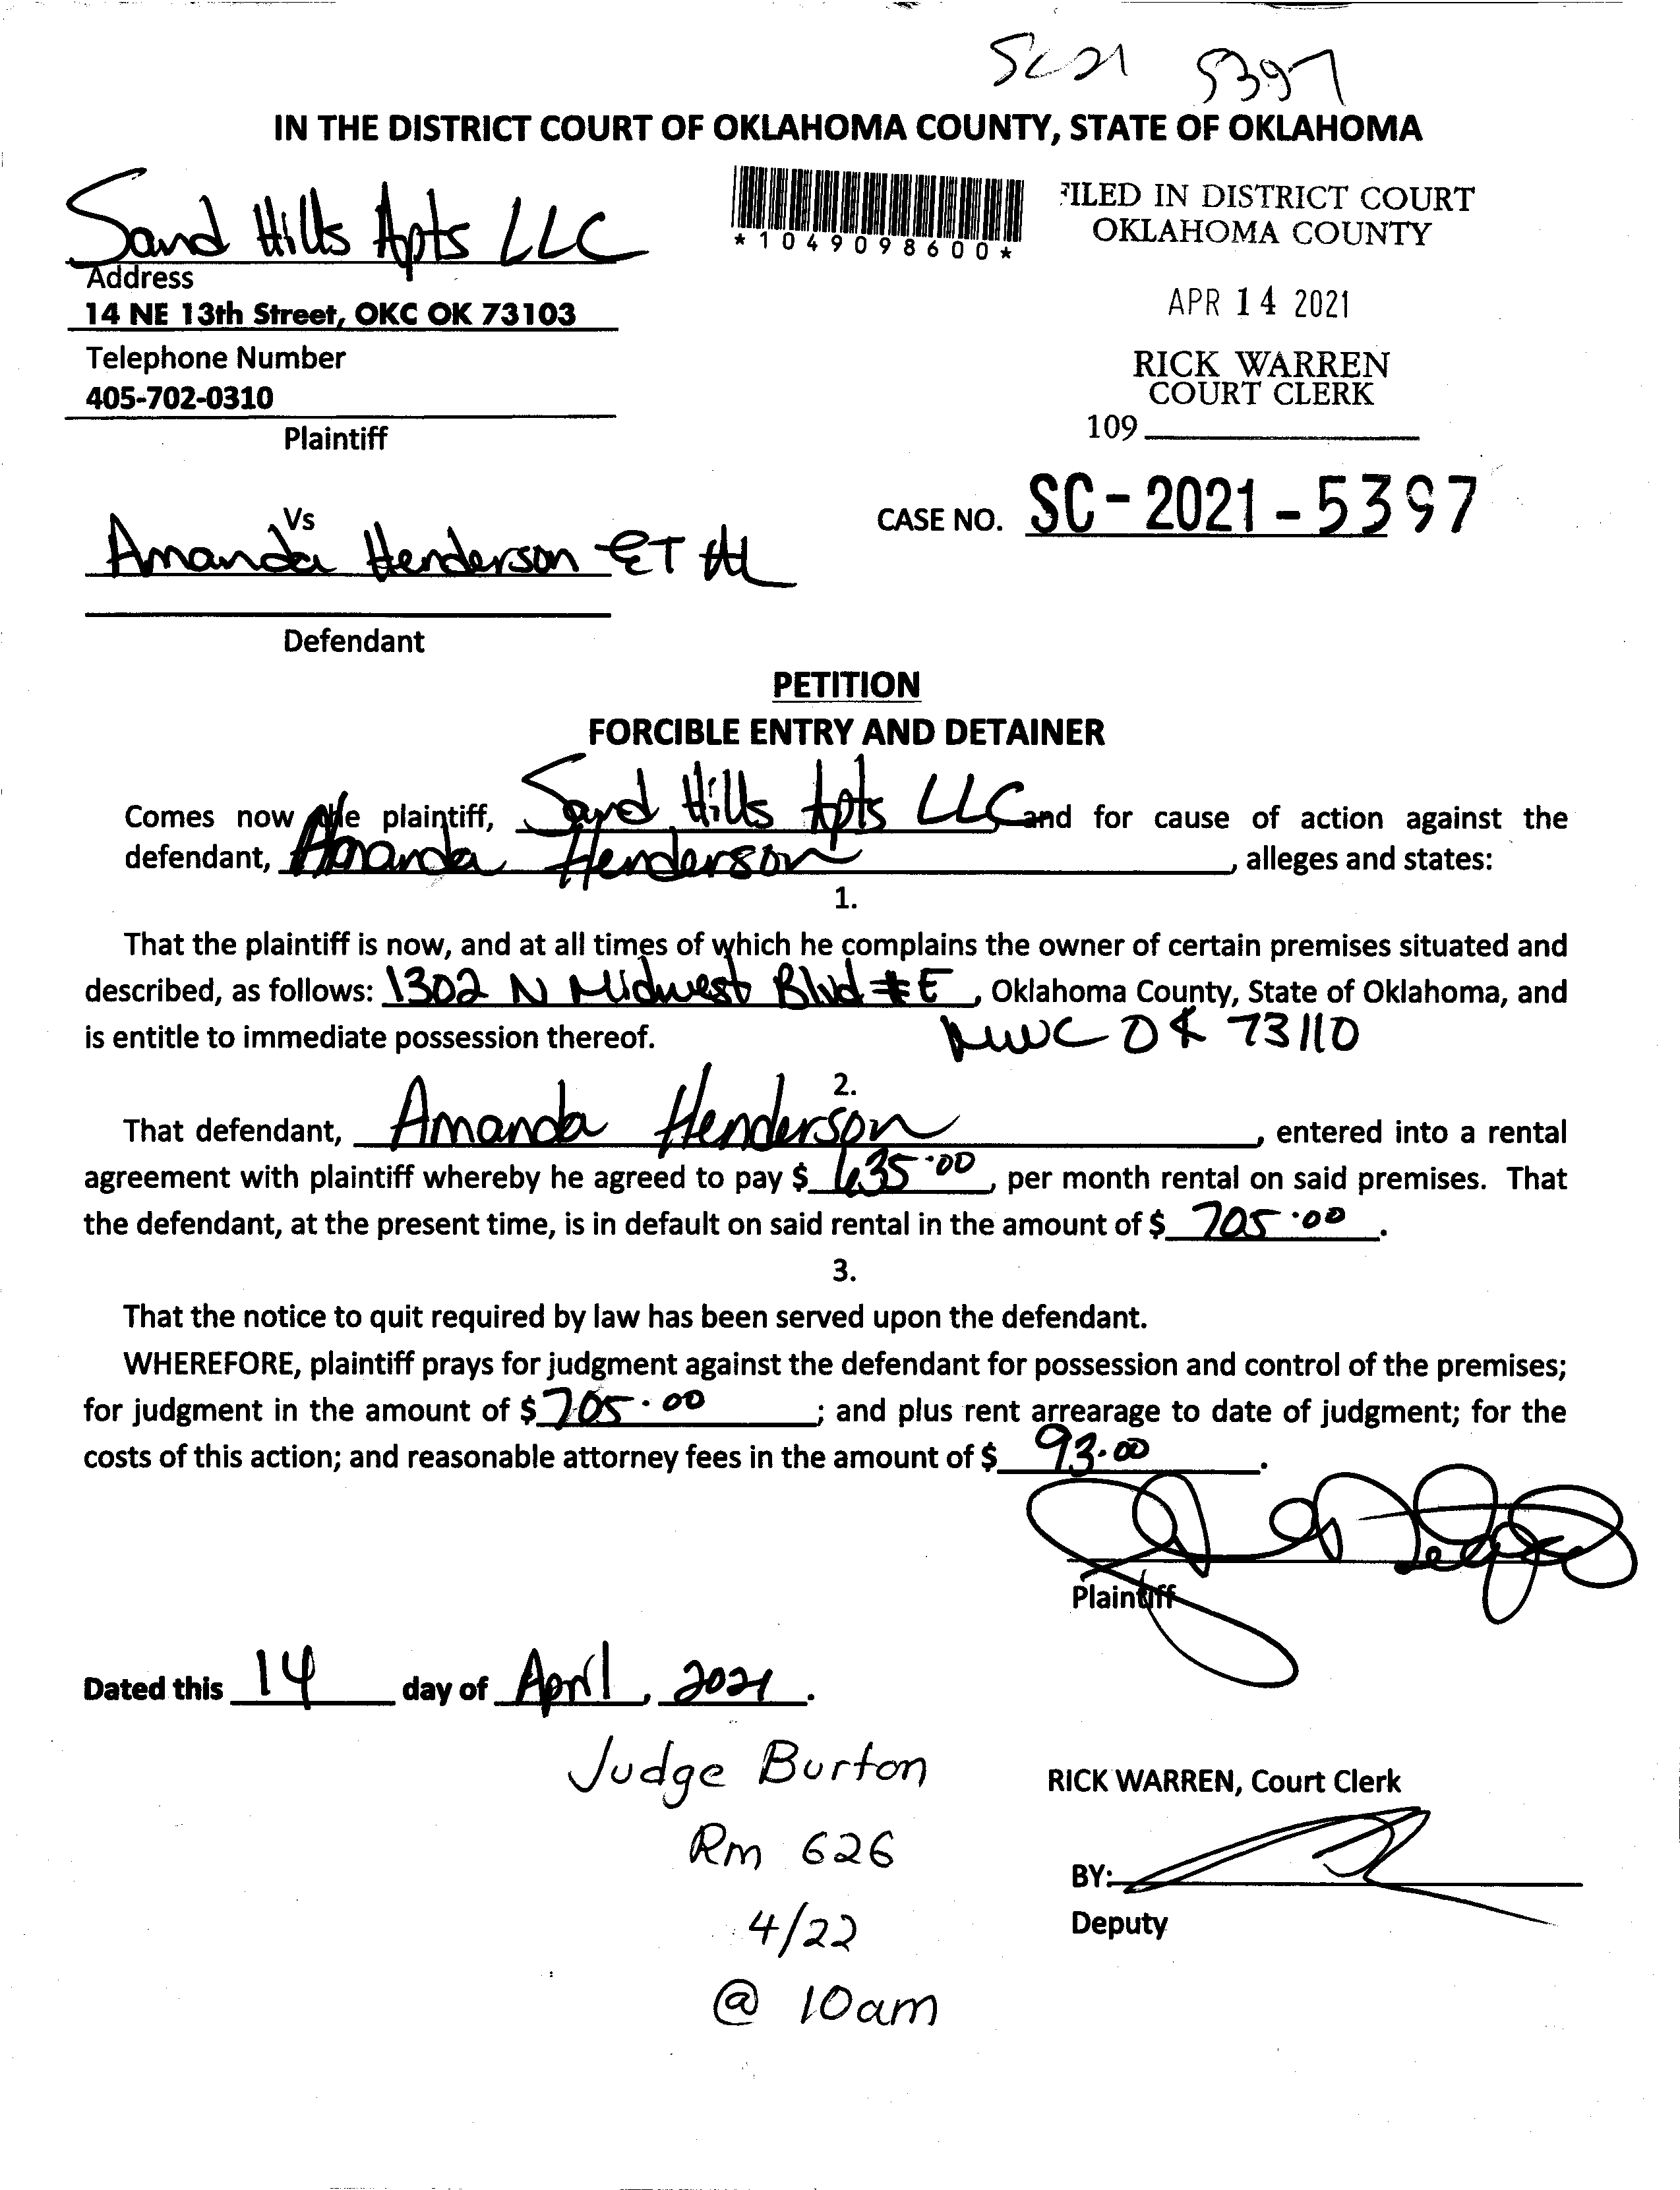 SC21 5397
IN THE DISTRICT COURT OF OKLAHOMA COUNTY, STATE OF OKLAHOMA
Sand Hills Apts LLC
Address
14 NE 13th Street, OKC OK 73103
Telephone Number
405-702-0310
Plaintiff
*1049098600*
FILED IN DISTRICT COURT
OKLAHOMA COUNTY
APR 14 2021
RICK WARREN
COURT CLERK
109
Vs
Amanda Henderson ET AL
Defendant
CASE NO. SC-2021-5397
PETITION
FORCIBLE ENTRY AND DETAINER
Comes now the plaintiff, Sand Hills Apts LLC and for cause of action against the
defendant, Amanda Henderson, alleges and states:
1.
That the plaintiff is now, and at all times of which he complains the owner of certain premises situated and
described, as follows: 1302 N Midwest Blvd #E, Oklahoma County, State of Oklahoma, and
is entitle to immediate possession thereof. MWC OK 73110
2.
That defendant, Amanda Henderson, entered into a rental
agreement with plaintiff whereby he agreed to pay $ 635.00, per month rental on said premises. That
the defendant, at the present time, is in default on said rental in the amount of $ 705.00.
3.
That the notice to quit required by law has been served upon the defendant.
WHEREFORE, plaintiff prays for judgment against the defendant for possession and control of the premises;
for judgment in the amount of $ 705.00; and plus rent arrearage to date of judgment; for the
costs of this action; and reasonable attorney fees in the amount of $ 93.00.
Plaintiff
Dated this 14 day of April, 2021.
Judge Burton
Rm 626
4/22
@ 10am
RICK WARREN, Court Clerk
BY:
Deputy